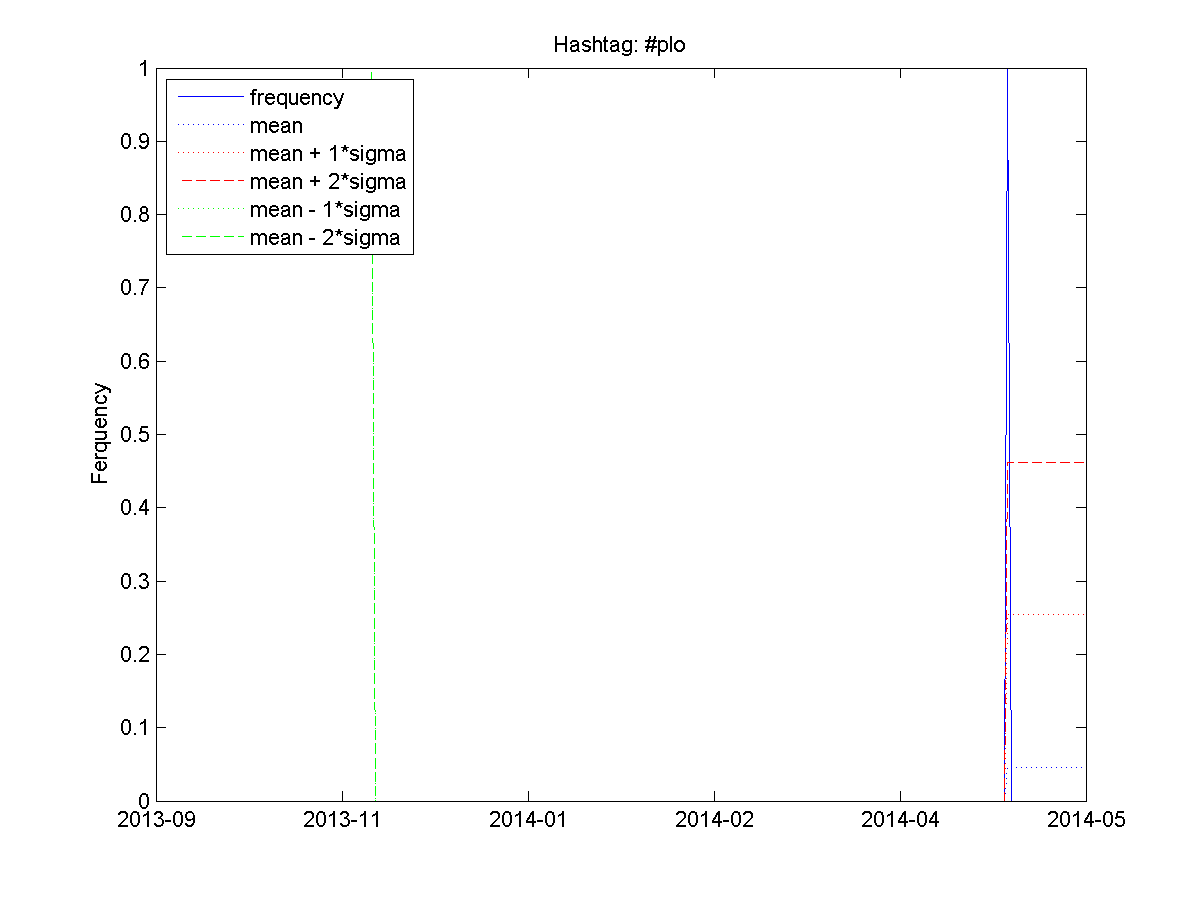 Hashtag: #plo
frequency
mean
mean + 1*sigma
mean + 2*sigma
mean - 1*sigma
mean - 2*sigma
Ferquency
1
0.9
0.8
0.7
0.6
0.5
0.4
0.3
0.2
0.1
0
2013-09
2013-11
2014-01
2014-02
2014-04
2014-05